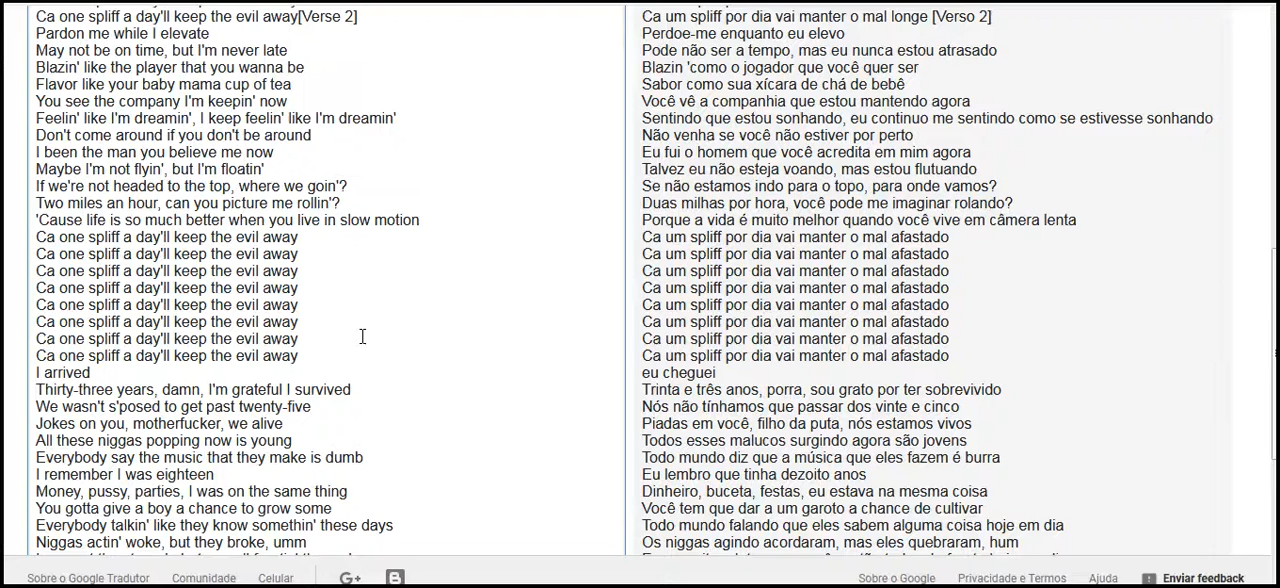 Ca one spliff a day'll keep the evil away[Verse 2]
Pardon me while I elevate
May not be on time, but I'm never late
Blazin' like the player that you wanna be
Flavor like your baby mama cup of tea
You see the company I'm keepin' now
Feelin' like I'm dreamin', I keep feelin' like I'm dreamin'
Don't come around if you don't be around
I been the man you believe me now
Maybe I'm not flyin', but I'm floatin'
If we're not headed to the top, where we goin'?
Two miles an hour, can you picture me rollin'?
'Cause life is so much better when you live in slow motion
Ca one spliff a day'll keep the evil away
Ca one spliff a day'll keep the evil away
Ca one spliff a day'll keep the evil away
Ca one spliff a day'll keep the evil away
Ca one spliff a day'll keep the evil away
Ca one spliff a day'll keep the evil away
Ca one spliff a day'll keep the evil away
Ca one spliff a day'll keep the evil away
I arrived
Thirty-three years, damn, I'm grateful I survived
We wasn't s'posed to get past twenty-five
Jokes on you, motherfucker, we alive
All these niggas popping now is young
Everybody say the music that they make is dumb
I remember I was eighteen
Money, pussy, parties, I was on the same thing
You gotta give a boy a chance to grow some
Everybody talkin' like they know somethin' these days
Niggas actin' woke, but they broke, umm
Ca um spliff por dia vai manter o mal longe [Verso 2]
Perdoe-me enquanto eu elevo
Pode não ser a tempo, mas eu nunca estou atrasado
Blazin 'como o jogador que você quer ser
Sabor como sua xícara de chá de bebê
Você vê a companhia que estou mantendo agora
Sentindo que estou sonhando, eu continuo me sentindo como se estivesse sonhando
Não venha se você não estiver por perto
Eu fui o homem que você acredita em mim agora
Talvez eu não esteja voando, mas estou flutuando
Se não estamos indo para o topo, para onde vamos?
Duas milhas por hora, você pode me imaginar rolando?
Porque a vida é muito melhor quando você vive em câmera lenta
Ca um spliff por dia vai manter o mal afastado
Ca um spliff por dia vai manter o mal afastado
Ca um spliff por dia vai manter o mal afastado
Ca um spliff por dia vai manter o mal afastado
Ca um spliff por dia vai manter o mal afastado
Ca um spliff por dia vai manter o mal afastado
Ca um spliff por dia vai manter o mal afastado
Ca um spliff por dia vai manter o mal afastado
eu cheguei
Trinta e três anos, porra, sou grato por ter sobrevivido
Nós não tínhamos que passar dos vinte e cinco
Piadas em você, filho da puta, nós estamos vivos
Todos esses malucos surgindo agora são jovens
Todo mundo diz que a música que eles fazem é burra
Eu lembro que tinha dezoito anos
Dinheiro, buceta, festas, eu estava na mesma coisa
Você tem que dar a um garoto a chance de cultivar
Todo mundo falando que eles sabem alguma coisa hoje em dia
Os niggas agindo acordaram, mas eles quebraram, hum
Sobre o Google Tradutor Comunidade Celular G+ Sobre o Google Privacidade e Termos Ajuda Enviar feedback